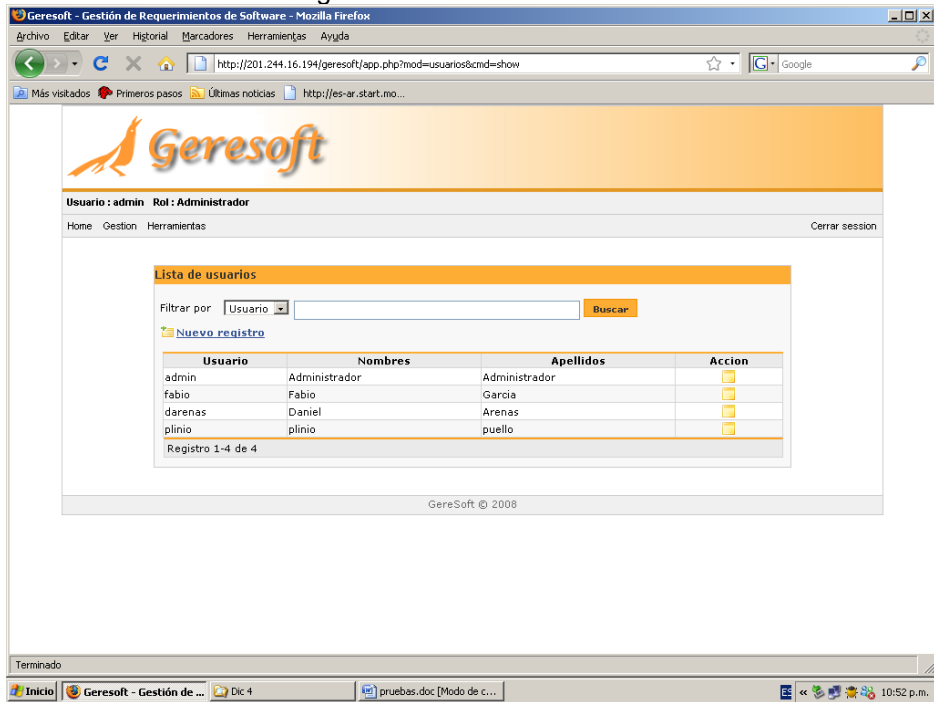 Geresoft - Gestión de Requerimientos de Software - Mozilla Firefox
Archivo Editar Ver Historial Marcadores Herramientas Ayuda
http://201.244.16.194/geresoft/app.php?mod=usuarios&cmd=show G Google
Más visitados Primeros pasos Últimas noticias http://es-ar.start.mo...
Geresoft
Usuario : admin Rol : Administrador
Home Gestion Herramientas Cerrar session
Lista de usuarios
Filtrar por Usuario Buscar
Nuevo registro
Usuario Nombres Apellidos Accion
admin Administrador Administrador
fabio Fabio Garcia
darenas Daniel Arenas
plinio plinio puello
Registro 1-4 de 4
GereSoft © 2008
Terminado
Inicio Geresoft - Gestión de ... Dic 4 pruebas.doc [Modo de c... ES « 10:52 p.m.